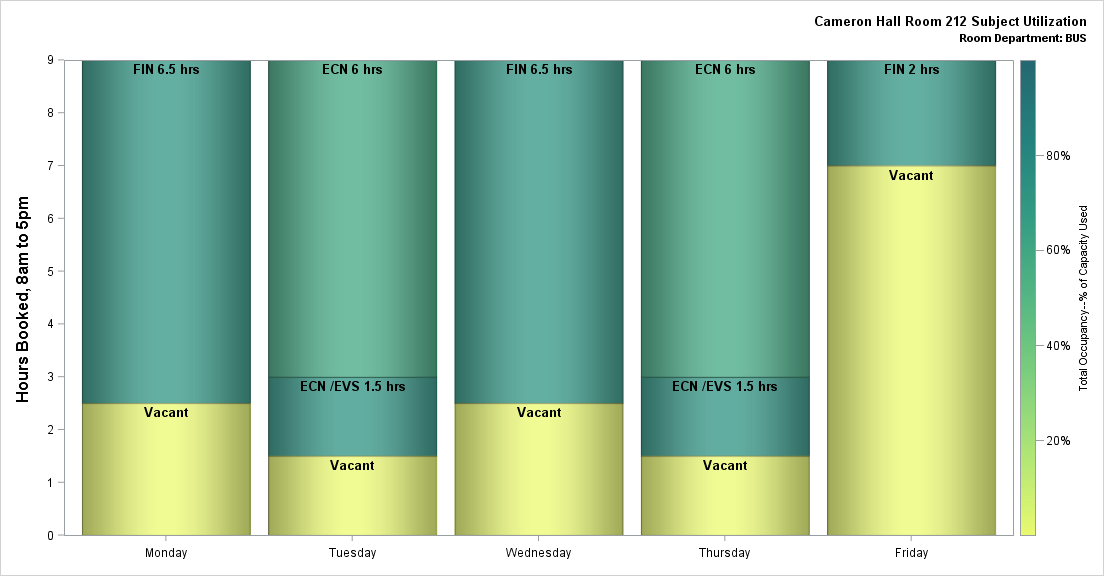 Cameron Hall Room 212 Subject Utilization
Room Department: BUS
Hours Booked, 8am to 5pm
9
8
7
6
5
4
3
2
1
0
FIN 6.5 hrs
Vacant
ECN 6 hrs
ECN /EVS 1.5 hrs
Vacant
FIN 6.5 hrs
Vacant
ECN 6 hrs
ECN /EVS 1.5 hrs
Vacant
FIN 2 hrs
Vacant
Monday
Tuesday
Wednesday
Thursday
Friday
80%
60%
40%
20%
Total Occupancy--% of Capacity Used